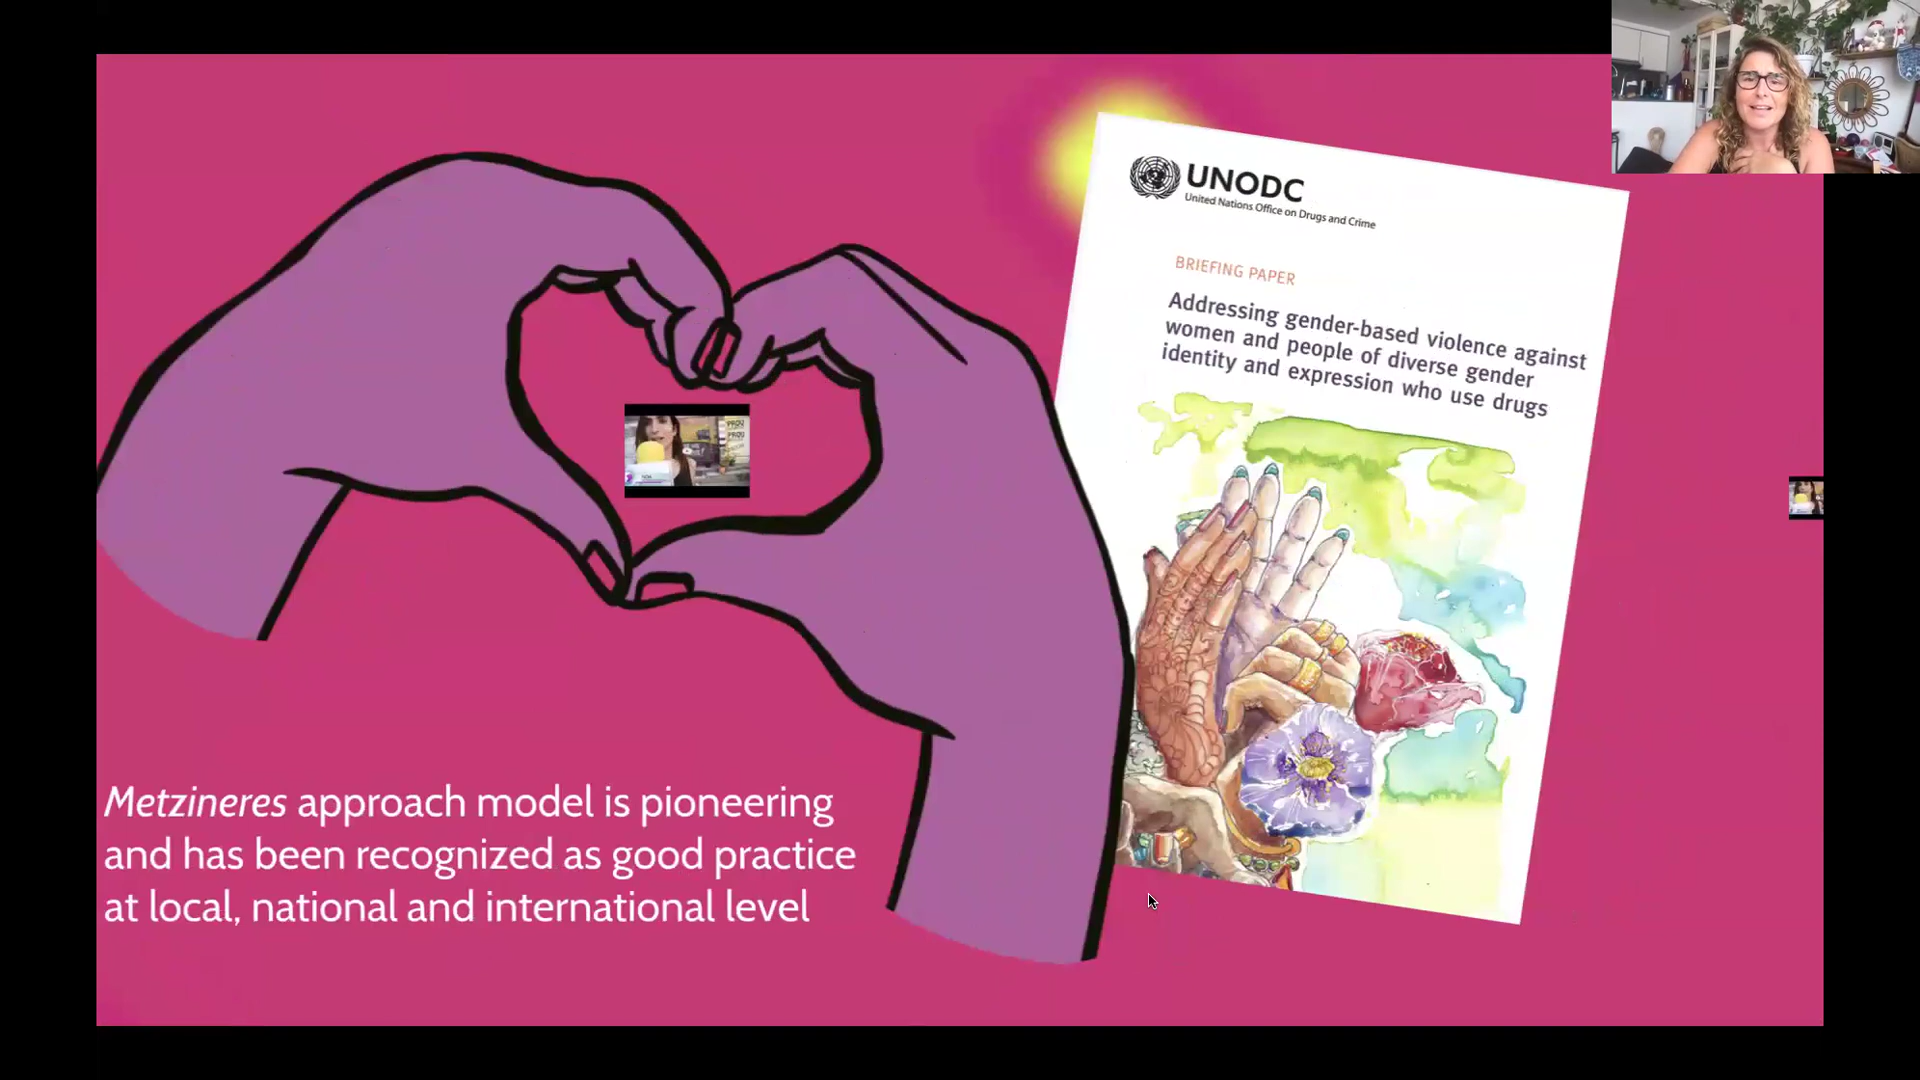 UNODC
United Nations Office on Drugs and Crime
BRIEFING PAPER
Addressing gender-based violence against
women and people of diverse gender
identity and expression who use drugs
PROU
PROU
Metzineres approach model is pioneering
and has been recognized as good practice
at local, national and international level